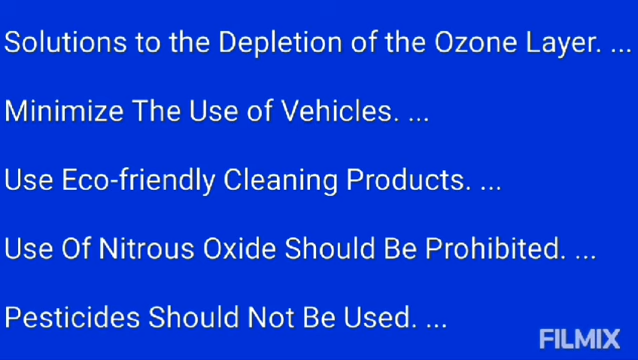 Solutions to the Depletion of the Ozone Layer. ...
Minimize The Use of Vehicles. ...
Use Eco-friendly Cleaning Products. ...
Use Of Nitrous Oxide Should Be Prohibited. ...
Pesticides Should Not Be Used. ...
FILMIX